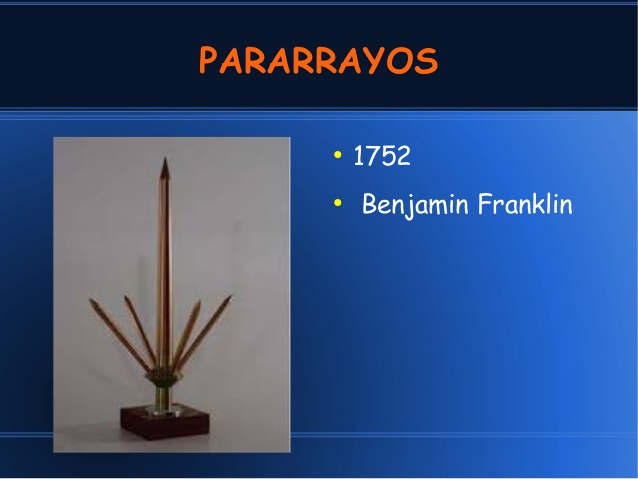 PARARRAYOS
• 1752
• Benjamin Franklin